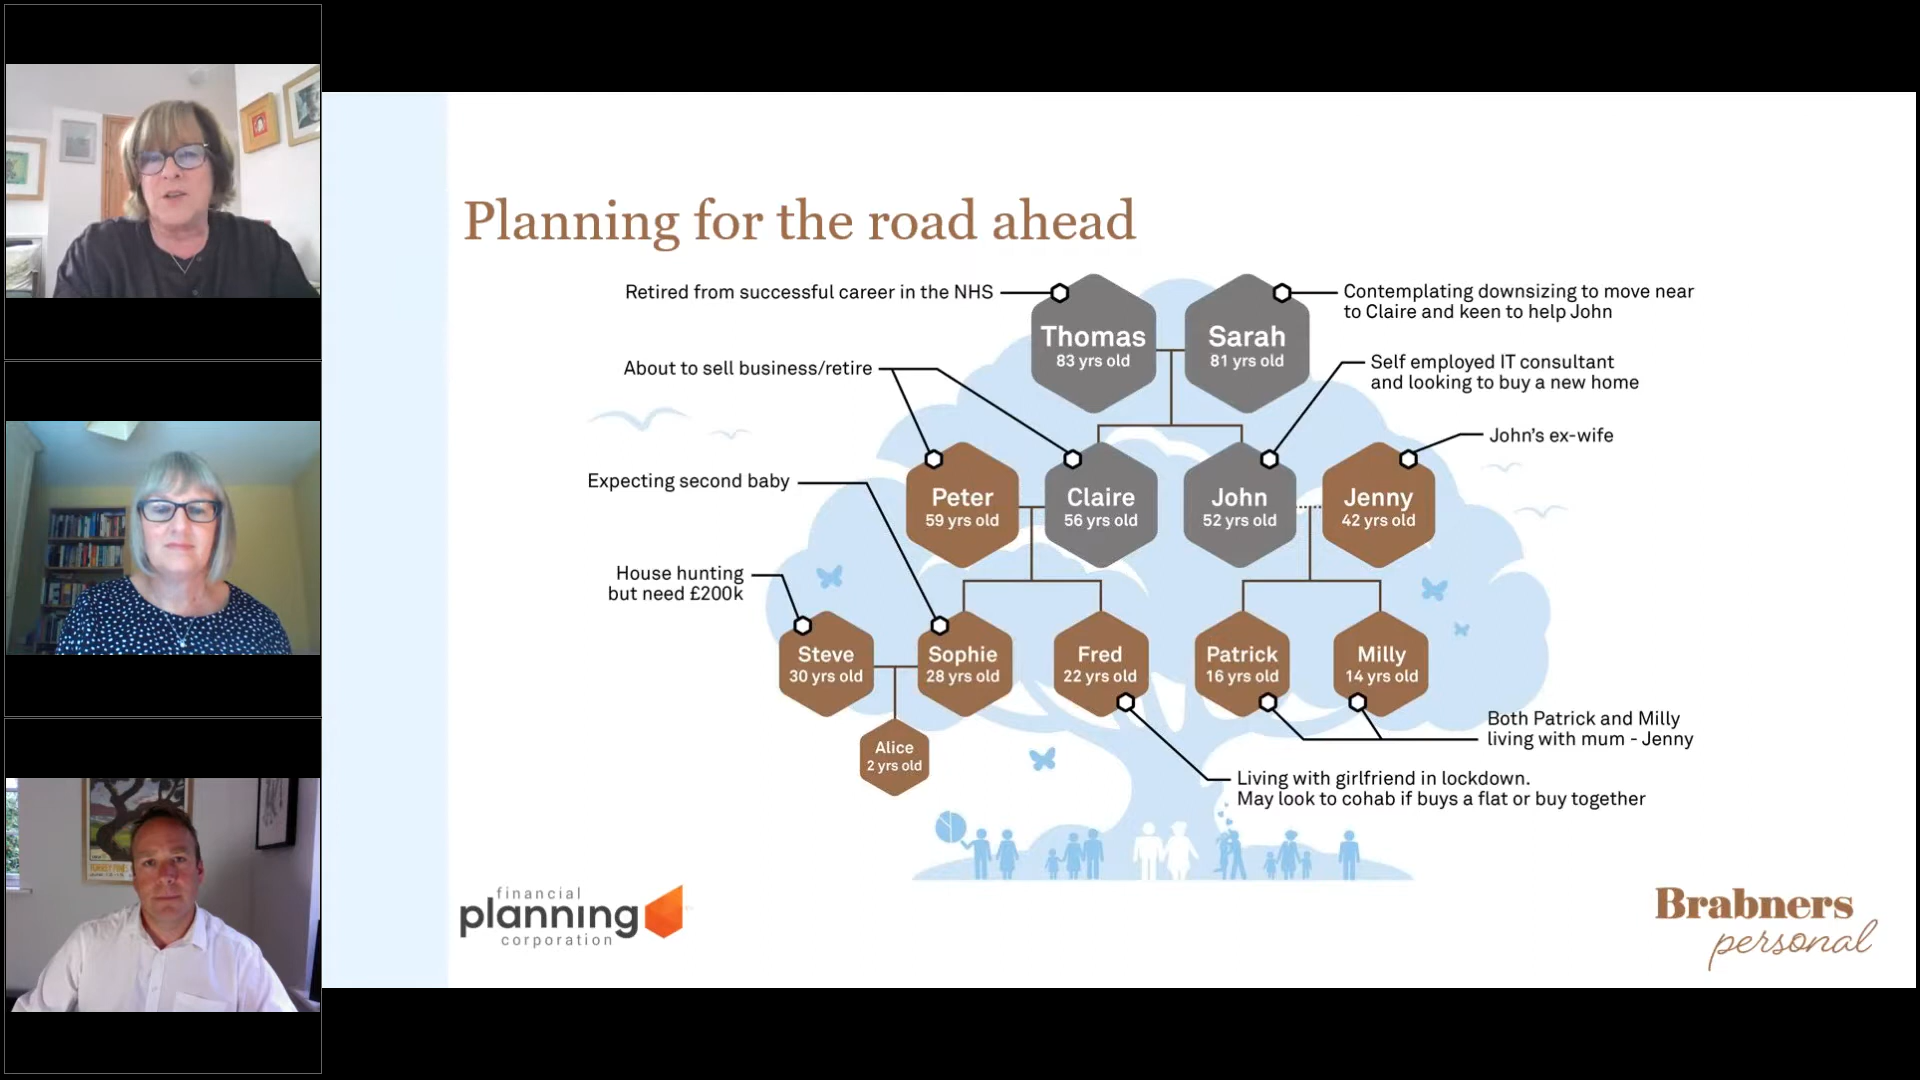 Planning for the road ahead
Retired from successful career in the NHS
Thomas
83 yrs old
Sarah
81 yrs old
Contemplating downsizing to move near
to Claire and keen to help John
About to sell business/retire
Self employed IT consultant
and looking to buy a new home
John's ex-wife
Expecting second baby
Peter
59 yrs old
Claire
56 yrs old
John
52 yrs old
Jenny
42 yrs old
House hunting
but need £200k
Steve
30 yrs old
Sophie
28 yrs old
Fred
22 yrs old
Patrick
16 yrs old
Milly
14 yrs old
Both Patrick and Milly
living with mum - Jenny
Alice
2 yrs old
Living with girlfriend in lockdown.
May look to cohab if buys a flat or buy together
financial
planning
corporation
Brabners
personal